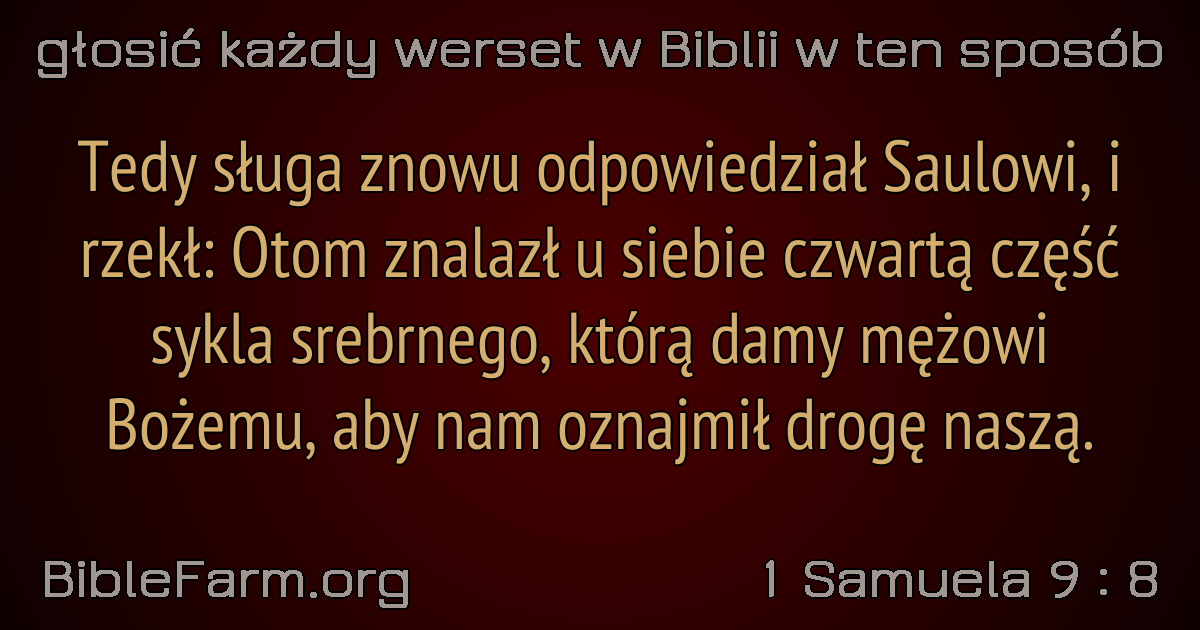 głosić każdy werset w Biblii w ten sposób
Tedy sługa znowu odpowiedział Saulowi, i
rzekł: Otom znalazł u siebie czwartą część
sykla srebrnego, którą damy mężowi
Bożemu, aby nam oznajmił drogę naszą.
BibleFarm.org
1 Samuela 9 : 8